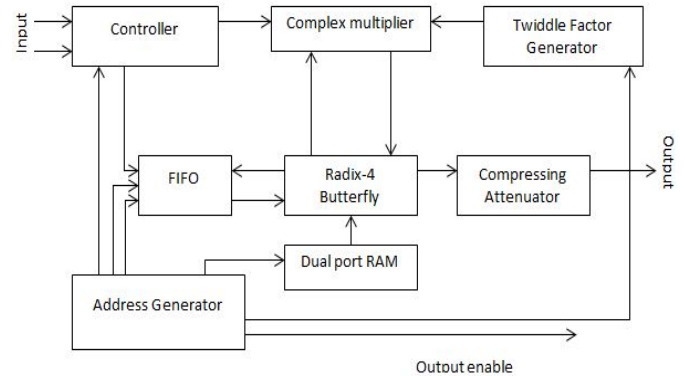 Input
Controller
Complex multiplier
Twiddle Factor
Generator
FIFO
Radix-4
Butterfly
Compressing
Attenuator
Output
Dual port RAM
Address Generator
Output enable